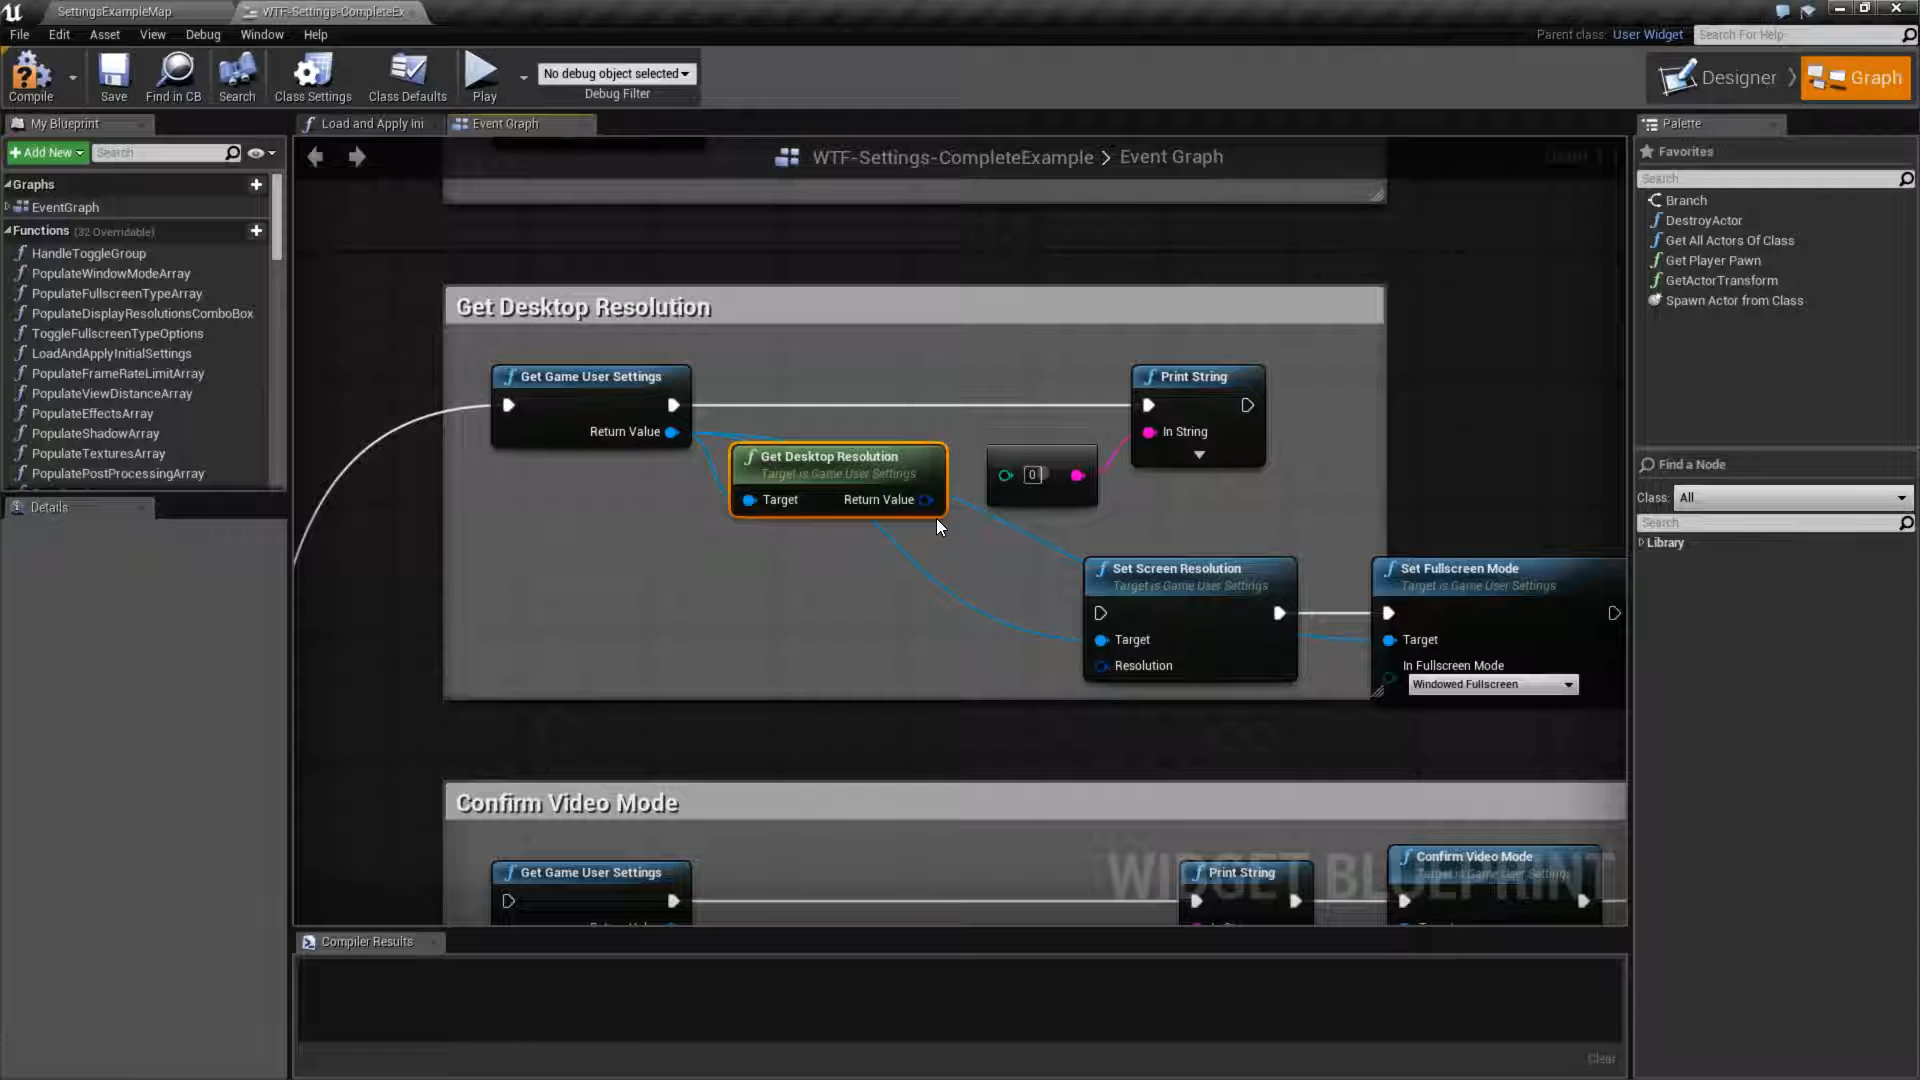 SettingsExampleMap
WTF-Settings-CompleteEx
File Edit Asset View Debug Window Help
Parent class: User Widget
Search For Help
Compile
Save
Find in CB
Search
Class Settings
Class Defaults
Play
No debug object selected
Debug Filter
Designer
Graph
My Blueprint
Load and Apply Ini
Event Graph
Palette
Add New
Search
WTF-Settings-CompleteExample > Event Graph
Favorites
Search
Graphs
EventGraph
Functions (32 Overridable)
HandleToggleGroup
PopulateWindowModeArray
PopulateFullscreenTypeArray
PopulateDisplayResolutionsComboBox
ToggleFullscreenTypeOptions
LoadAndApplyInitialSettings
PopulateFrameRateLimitArray
PopulateViewDistanceArray
PopulateEffectsArray
PopulateShadowArray
PopulateTexturesArray
PopulatePostProcessingArray
Details
Branch
DestroyActor
Get All Actors Of Class
Get Player Pawn
GetActorTransform
Spawn Actor from Class
Find a Node
Class: All
Search
Library
Get Desktop Resolution
Get Game User Settings
Return Value
Get Desktop Resolution
Target is Game User Settings
Target
Return Value
0
Print String
In String
Set Screen Resolution
Target is Game User Settings
Target
Resolution
Set Fullscreen Mode
Target is Game User Settings
Target
In Fullscreen Mode
Windowed Fullscreen
Confirm Video Mode
Get Game User Settings
Print String
Confirm Video Mode
Target is Game User Settings
WIDGET BLUEPRINT
Compiler Results
Clear